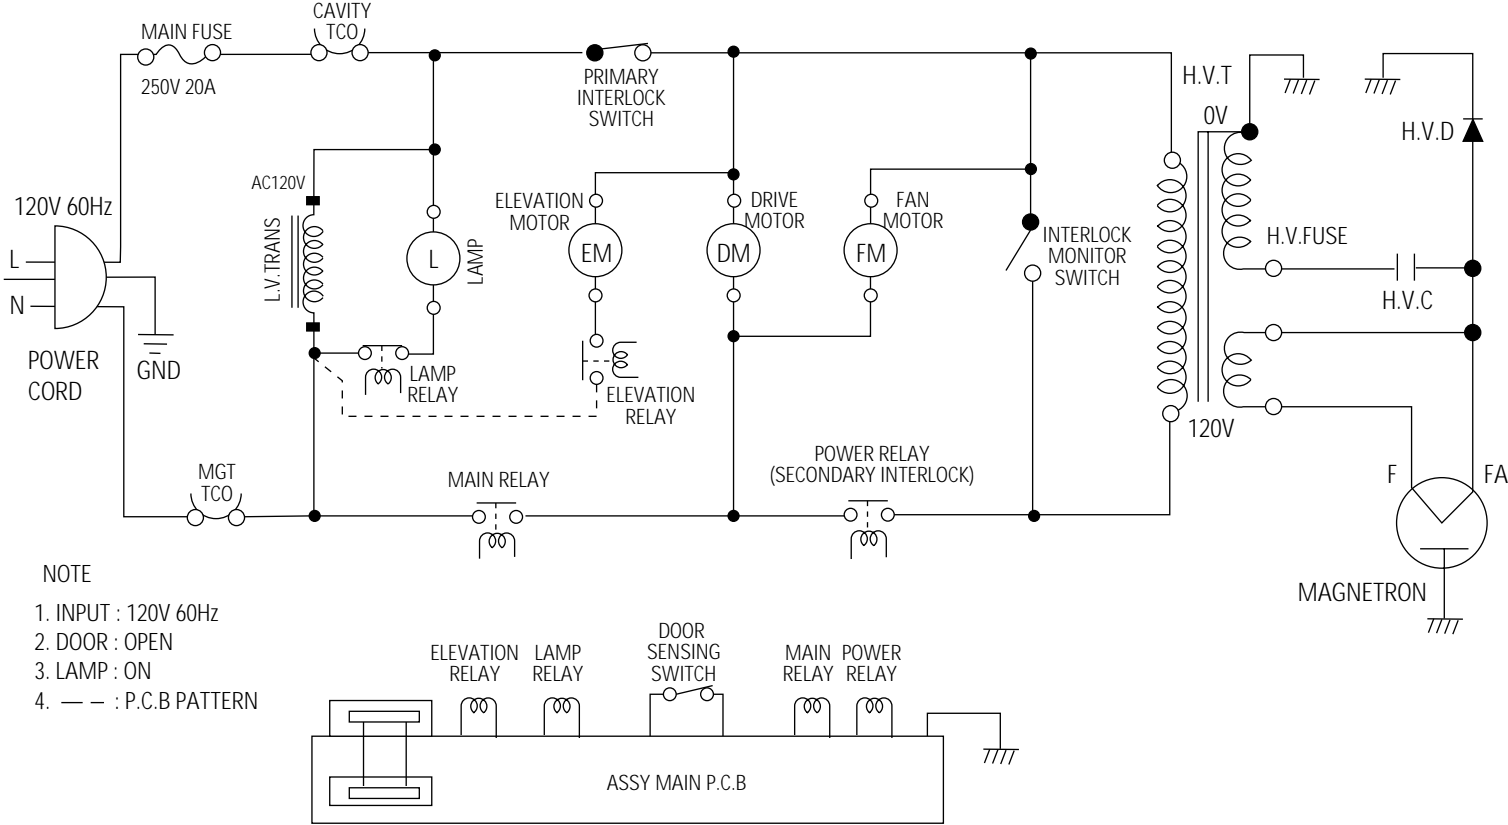 MAIN FUSE
250V 20A
CAVITY
TCO
PRIMARY
INTERLOCK
SWITCH
H.V.T
0V
H.V.D
AC120V
120V 60Hz
L
N
POWER
CORD
GND
L.V.TRANS
L
LAMP
LAMP
RELAY
ELEVATION
MOTOR
EM
ELEVATION
RELAY
DRIVE
MOTOR
DM
FAN
MOTOR
FM
INTERLOCK
MONITOR
SWITCH
H.V.FUSE
H.V.C
120V
MGT
TCO
MAIN RELAY
POWER RELAY
(SECONDARY INTERLOCK)
F
FA
MAGNETRON
NOTE
1. INPUT : 120V 60Hz
2. DOOR : OPEN
3. LAMP : ON
4. — – : P.C.B PATTERN
ELEVATION
RELAY
LAMP
RELAY
DOOR
SENSING
SWITCH
MAIN
RELAY
POWER
RELAY
ASSY MAIN P.C.B